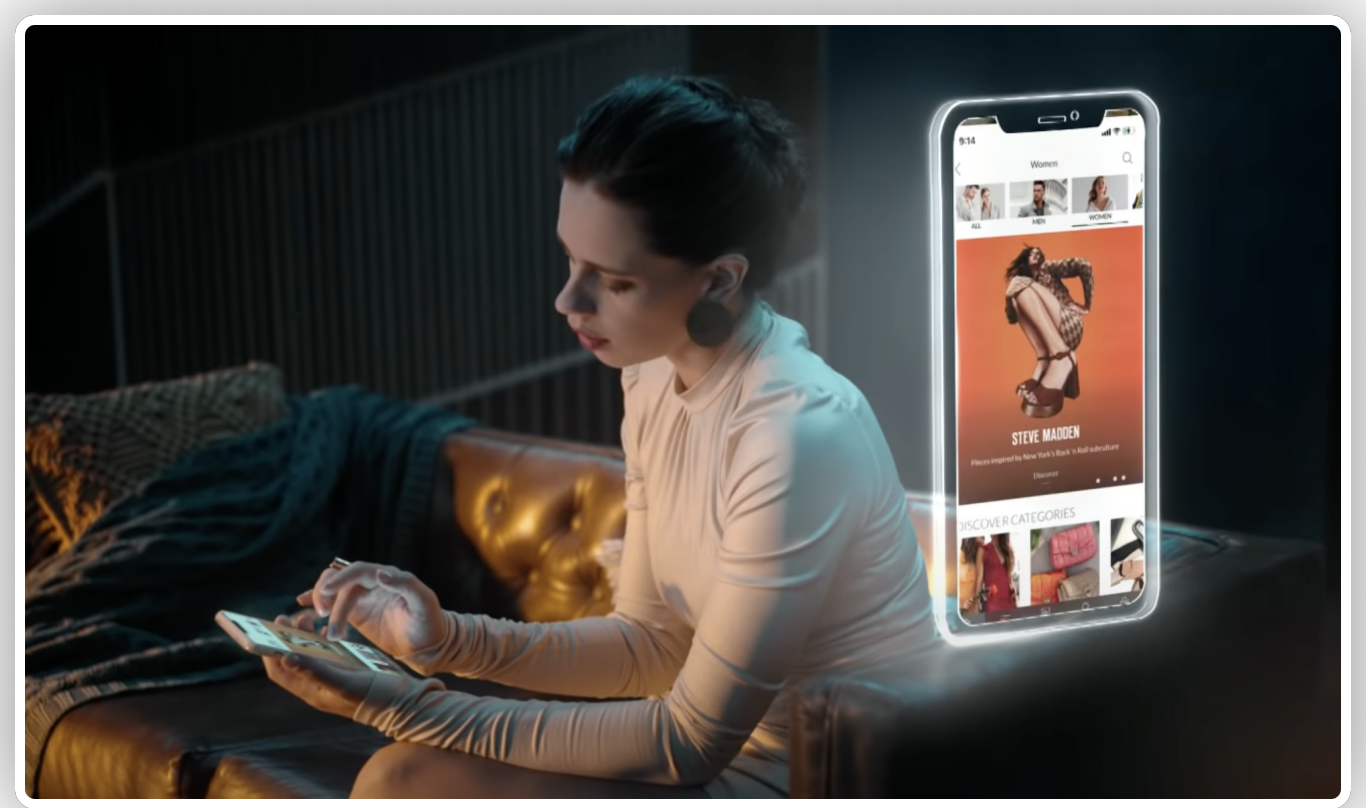 9:14
Women
ALL
MEN
WOMEN
STEVE MADDEN
Pieces inspired by New York's Rock 'n Roll subculture
Discover
DISCOVER CATEGORIES